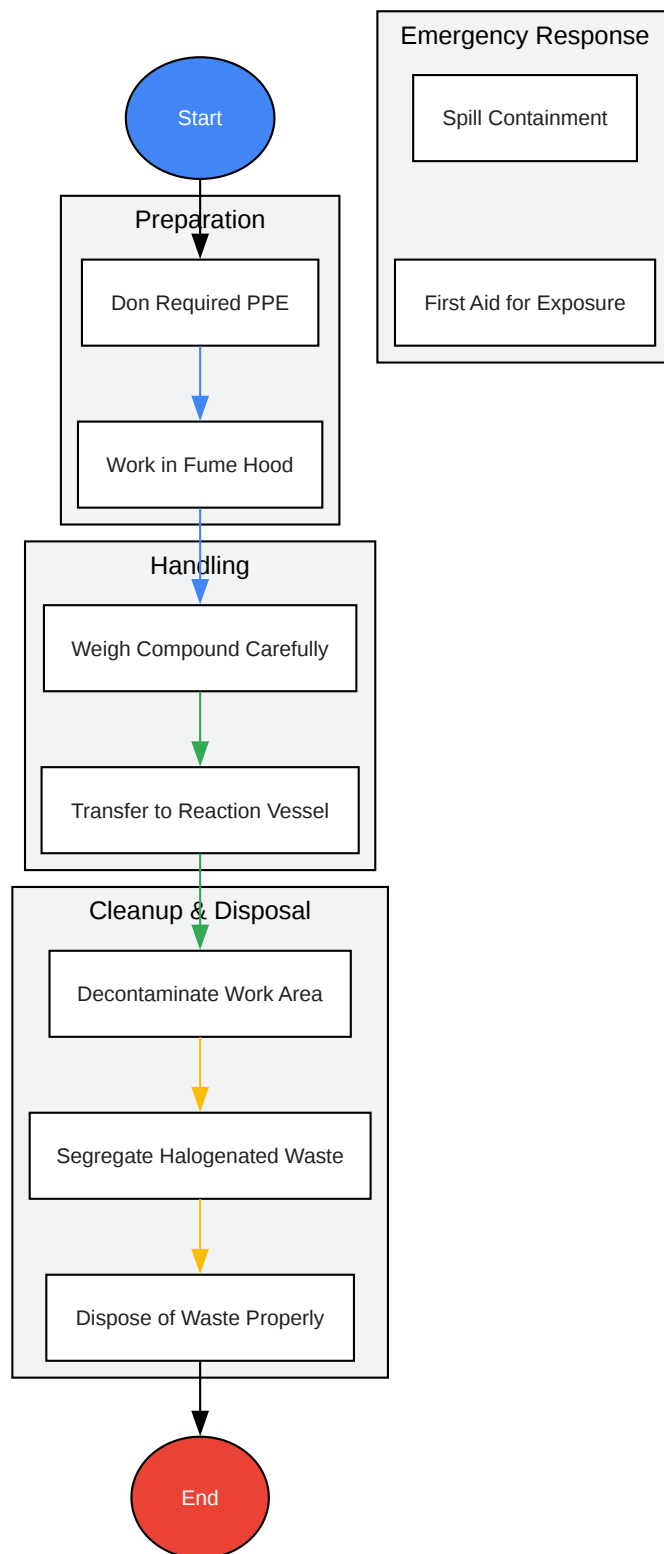 Start
Preparation
Don Required PPE
Work in Fume Hood
Handling
Weigh Compound Carefully
Transfer to Reaction Vessel
Cleanup & Disposal
Decontaminate Work Area
Segregate Halogenated Waste
Dispose of Waste Properly
End
Emergency Response
Spill Containment
First Aid for Exposure